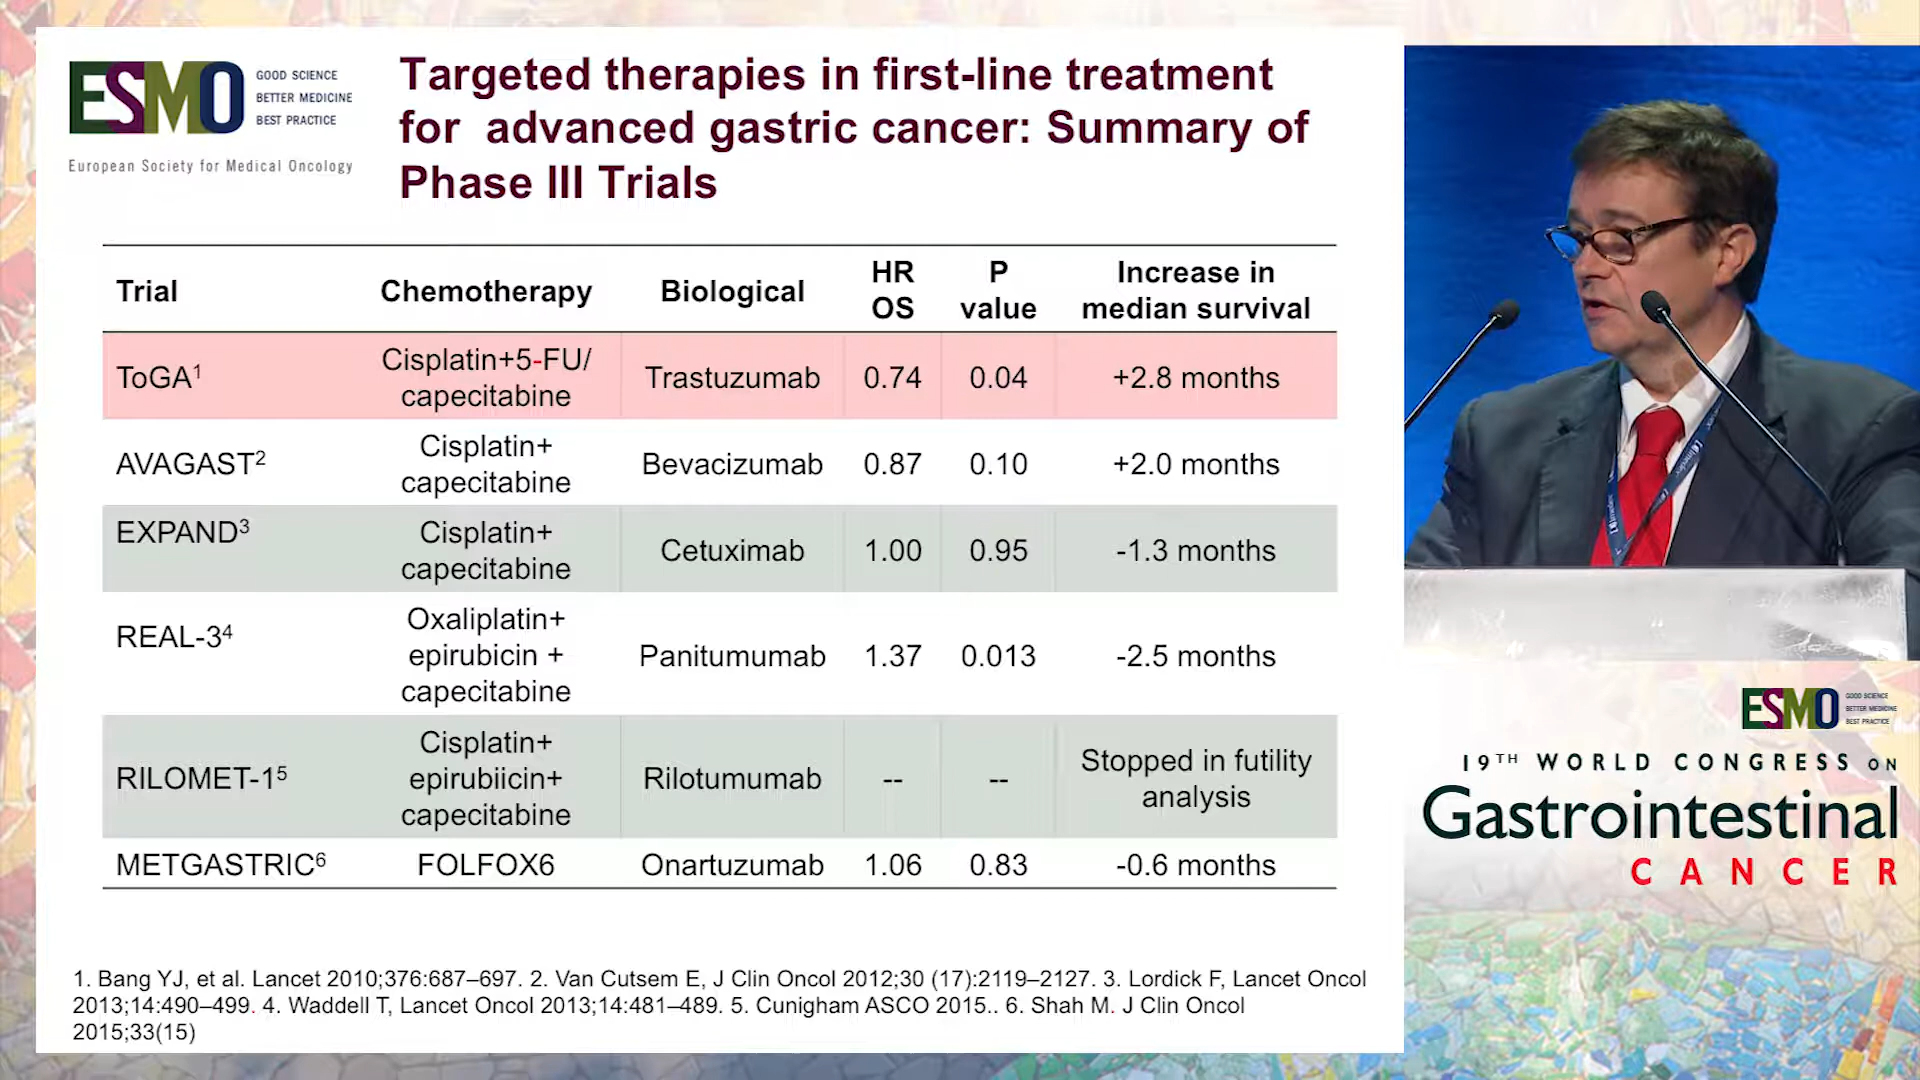 ESMO
GOOD SCIENCE
BETTER MEDICINE
BEST PRACTICE
European Society for Medical Oncology
Targeted therapies in first-line treatment
for advanced gastric cancer: Summary of
Phase III Trials
Trial Chemotherapy Biological HR OS P value Increase in median survival
ToGA1 Cisplatin+5-FU/ capecitabine Trastuzumab 0.74 0.04 +2.8 months
AVAGAST2 Cisplatin+ capecitabine Bevacizumab 0.87 0.10 +2.0 months
EXPAND3 Cisplatin+ capecitabine Cetuximab 1.00 0.95 -1.3 months
REAL-34 Oxaliplatin+ epirubicin + capecitabine Panitumumab 1.37 0.013 -2.5 months
RILOMET-15 Cisplatin+ epirubiicin+ capecitabine Rilotumumab -- -- Stopped in futility analysis
METGASTRIC6 FOLFOX6 Onartuzumab 1.06 0.83 -0.6 months
1. Bang YJ, et al. Lancet 2010;376:687–697. 2. Van Cutsem E, J Clin Oncol 2012;30 (17):2119–2127. 3. Lordick F, Lancet Oncol
2013;14:490–499. 4. Waddell T, Lancet Oncol 2013;14:481–489. 5. Cunigham ASCO 2015.. 6. Shah M. J Clin Oncol
2015;33(15)
ESMO
GOOD SCIENCE
BETTER MEDICINE
BEST PRACTICE
19TH WORLD CONGRESS ON
Gastrointestinal
CANCER